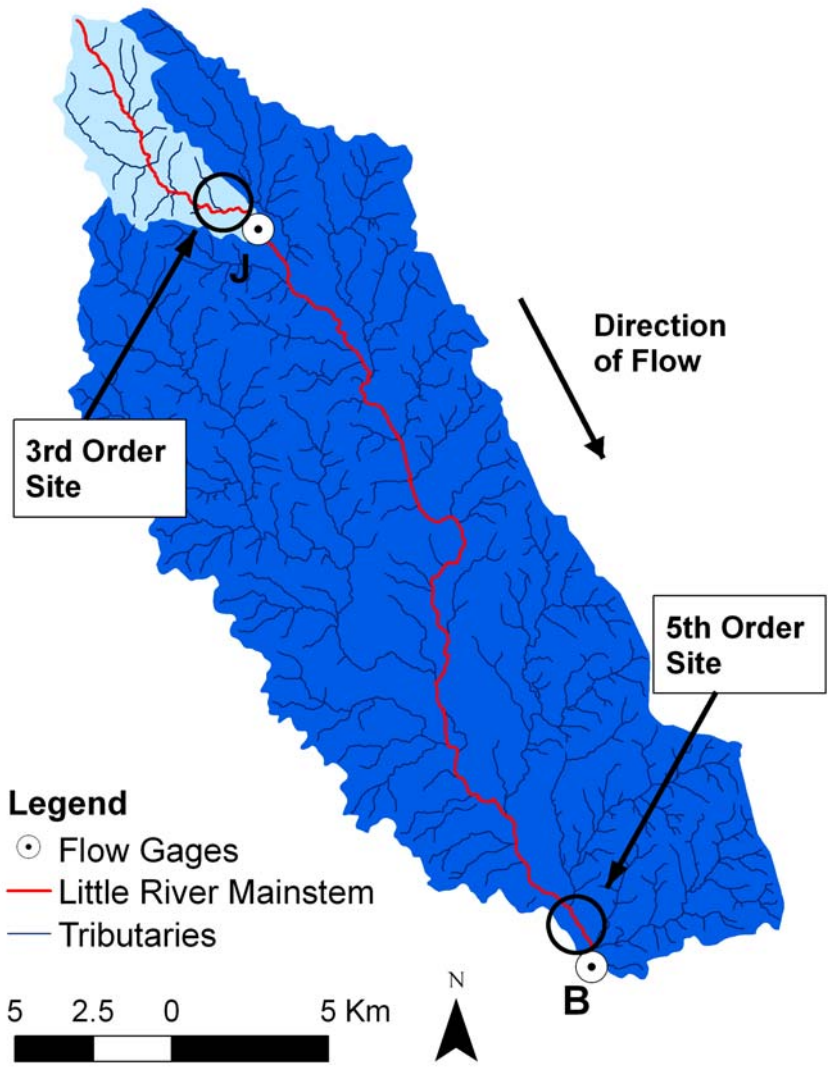 J
Direction
of Flow
3rd Order
Site
5th Order
Site
B
Legend
Flow Gages
Little River Mainstem
Tributaries
N
5 2.5 0 5 Km